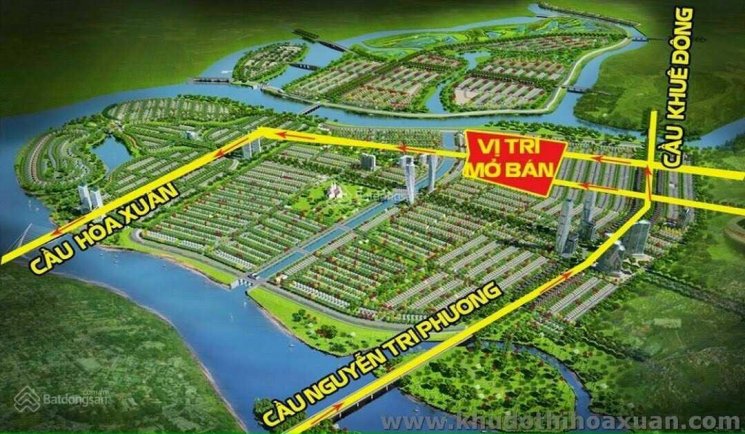 CẦU KHUÊ ĐÔNG
VỊ TRÍ
MỞ BÁN
CẦU HÒA XUÂN
CẦU NGUYỄN TRI PHƯƠNG
Batdongsan
www.khudothihoaxuan.com